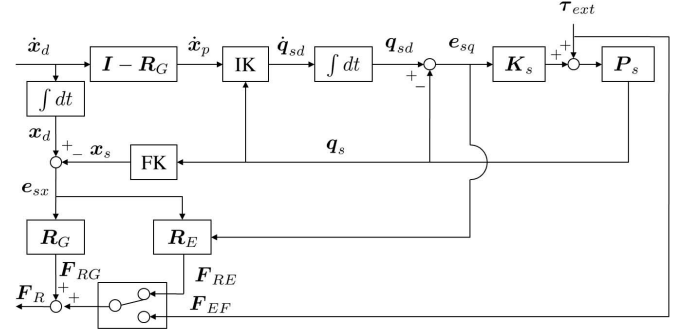 τ_ext
ẋ_d
ẋ_p
q̇_sd
q_sd
e_sq
I − R_G
IK
∫ dt
+
−
K_s
+
+
P_s
∫ dt
x_d
+
−
x_s
FK
q_s
e_sx
R_G
R_E
F_RG
F_RE
F_R
+
+
F_EF